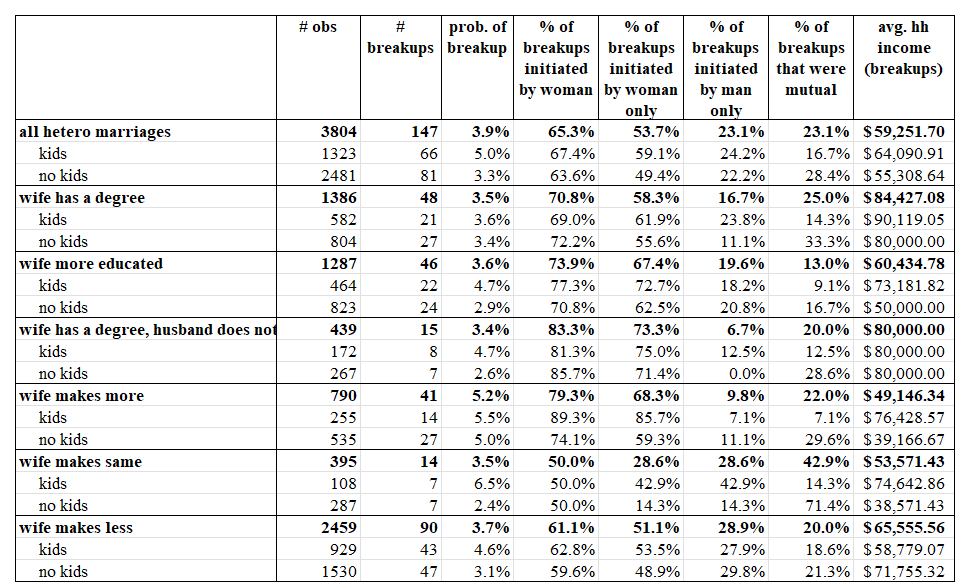 # obs # prob. of % of % of % of % of avg. hh
breakups breakup breakups breakups breakups breakups income
initiated initiated initiated that were (breakups)
by woman by woman by man mutual
only only
all hetero marriages 3804 147 3.9% 65.3% 53.7% 23.1% 23.1% $59,251.70
kids 1323 66 5.0% 67.4% 59.1% 24.2% 16.7% $64,090.91
no kids 2481 81 3.3% 63.6% 49.4% 22.2% 28.4% $55,308.64
wife has a degree 1386 48 3.5% 70.8% 58.3% 16.7% 25.0% $84,427.08
kids 582 21 3.6% 69.0% 61.9% 23.8% 14.3% $90,119.05
no kids 804 27 3.4% 72.2% 55.6% 11.1% 33.3% $80,000.00
wife more educated 1287 46 3.6% 73.9% 67.4% 19.6% 13.0% $60,434.78
kids 464 22 4.7% 77.3% 72.7% 18.2% 9.1% $73,181.82
no kids 823 24 2.9% 70.8% 62.5% 20.8% 16.7% $50,000.00
wife has a degree, husband does not 439 15 3.4% 83.3% 73.3% 6.7% 20.0% $80,000.00
kids 172 8 4.7% 81.3% 75.0% 12.5% 12.5% $80,000.00
no kids 267 7 2.6% 85.7% 71.4% 0.0% 28.6% $80,000.00
wife makes more 790 41 5.2% 79.3% 68.3% 9.8% 22.0% $49,146.34
kids 255 14 5.5% 89.3% 85.7% 7.1% 7.1% $76,428.57
no kids 535 27 5.0% 74.1% 59.3% 11.1% 29.6% $39,166.67
wife makes same 395 14 3.5% 50.0% 28.6% 28.6% 42.9% $53,571.43
kids 108 7 6.5% 50.0% 42.9% 42.9% 14.3% $74,642.86
no kids 287 7 2.4% 50.0% 14.3% 14.3% 71.4% $38,571.43
wife makes less 2459 90 3.7% 61.1% 51.1% 28.9% 20.0% $65,555.56
kids 929 43 4.6% 62.8% 53.5% 27.9% 18.6% $58,779.07
no kids 1530 47 3.1% 59.6% 48.9% 29.8% 21.3% $71,755.32